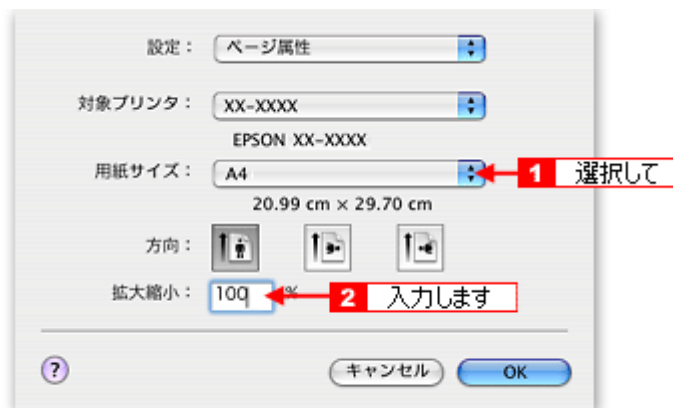 設定： ページ属性
対象プリンタ： XX-XXXX
EPSON XX-XXXX
用紙サイズ： A4 1 選択して
20.99 cm × 29.70 cm
方向：
拡大縮小： 100 % 2 入力します
? キャンセル OK